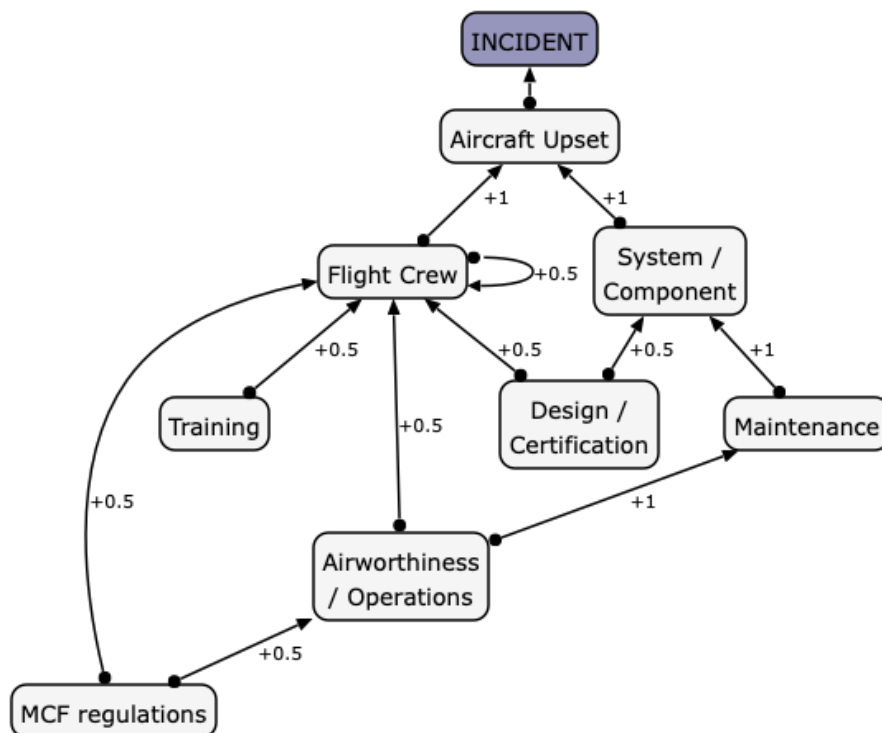 INCIDENT
Aircraft Upset
+1
+1
Flight Crew
+0.5
System /
Component
+0.5
+0.5
+0.5
+1
Training
+0.5
Design /
Certification
Maintenance
+0.5
+1
Airworthiness
/ Operations
+0.5
MCF regulations